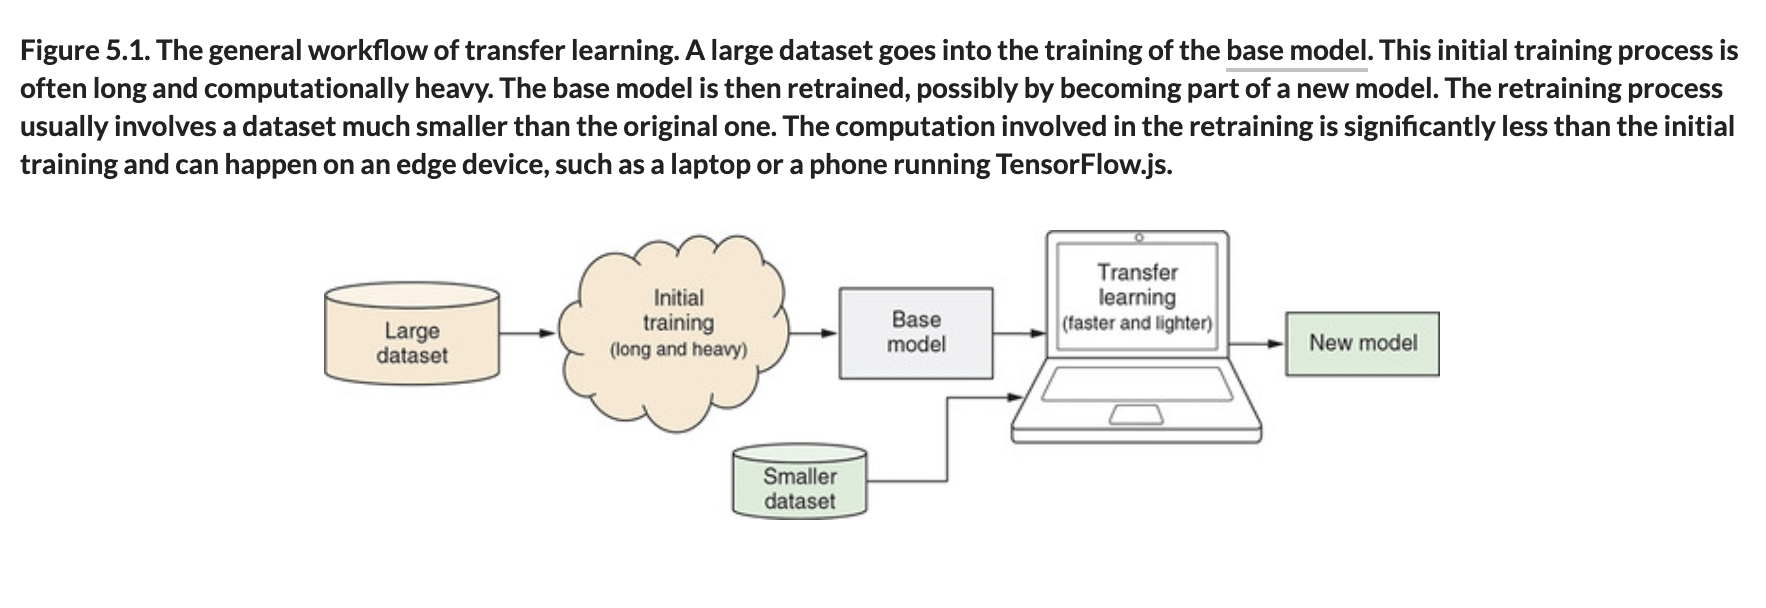 Figure 5.1. The general workflow of transfer learning. A large dataset goes into the training of the base model. This initial training process is
often long and computationally heavy. The base model is then retrained, possibly by becoming part of a new model. The retraining process
usually involves a dataset much smaller than the original one. The computation involved in the retraining is significantly less than the initial
training and can happen on an edge device, such as a laptop or a phone running TensorFlow.js.
Large
dataset
Initial
training
(long and heavy)
Base
model
Transfer
learning
(faster and lighter)
New model
Smaller
dataset